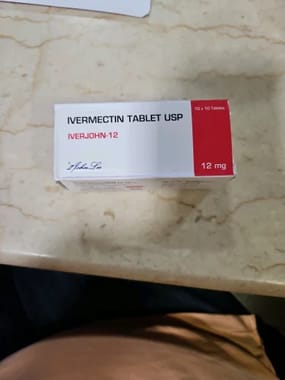 IVERMECTIN TABLET USP
10 x 10 Tablets
IVERJOHN-12
12 mg